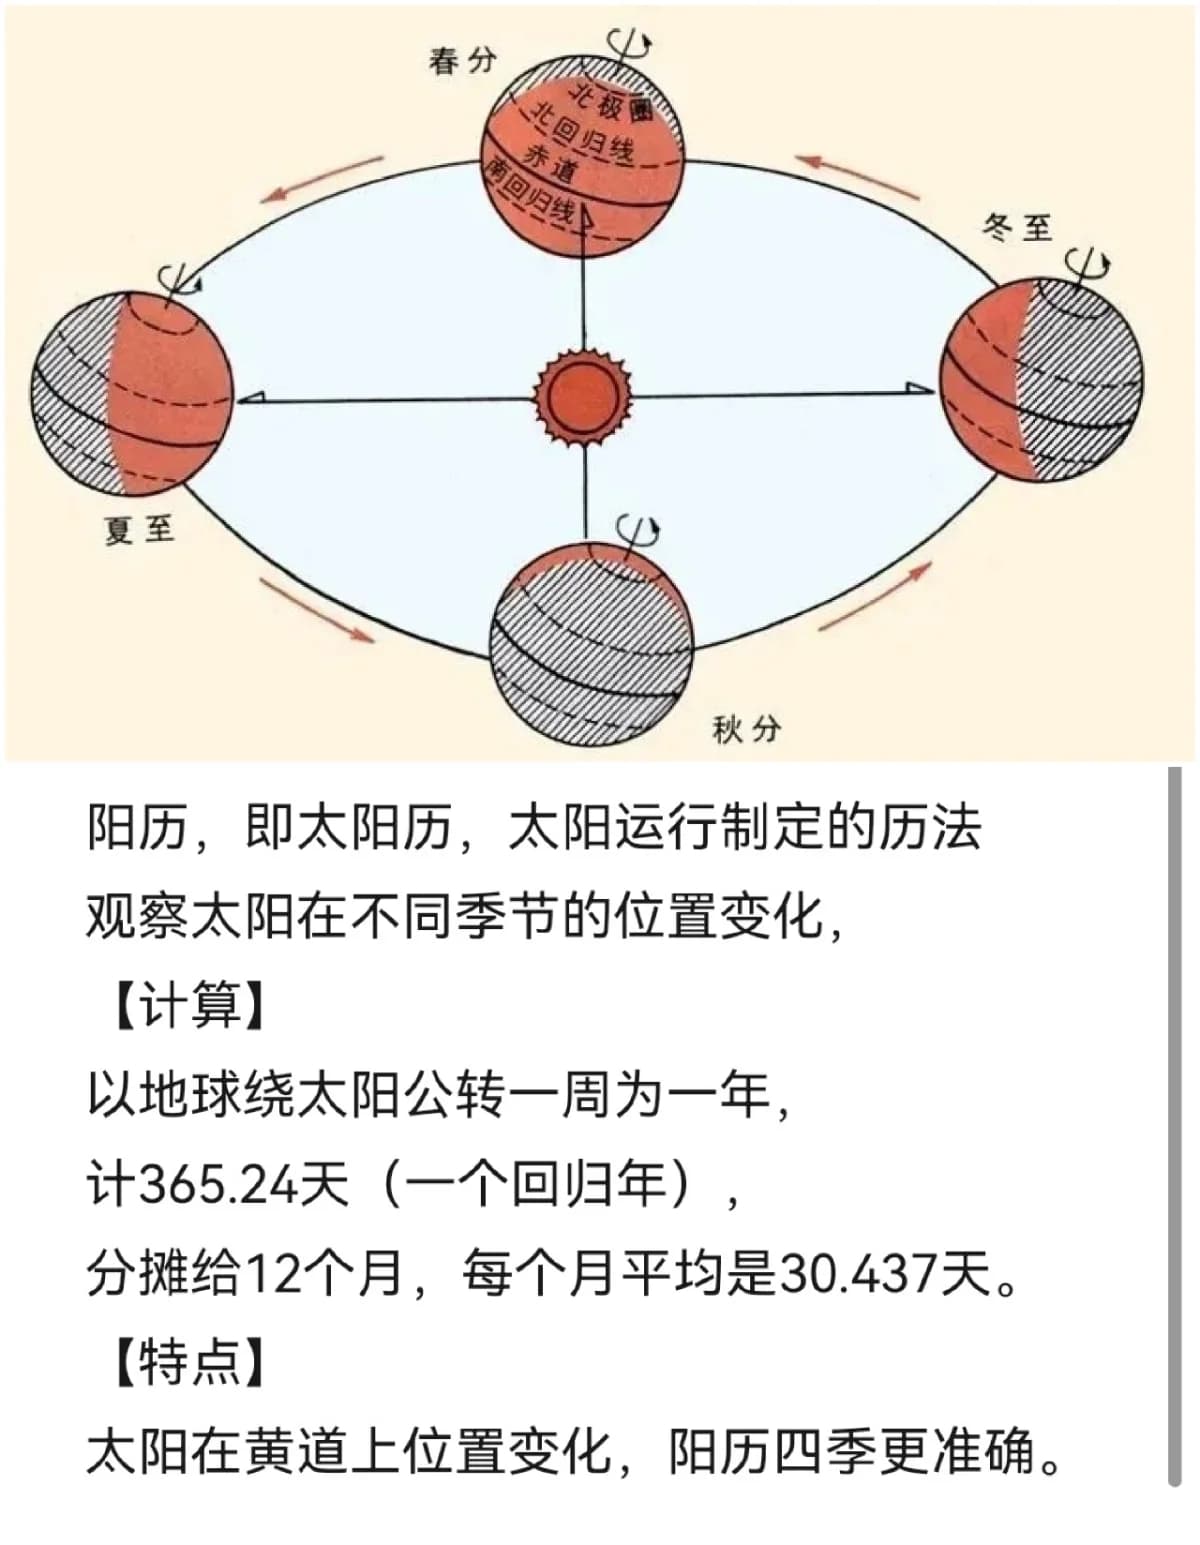 春分
北极圈
北回归线
赤道
南回归线
冬至
夏至
秋分
阳历，即太阳历，太阳运行制定的历法
观察太阳在不同季节的位置变化，
【计算】
以地球绕太阳公转一周为一年，
计365.24天（一个回归年），
分摊给12个月，每个月平均是30.437天。
【特点】
太阳在黄道上位置变化，阳历四季更准确。